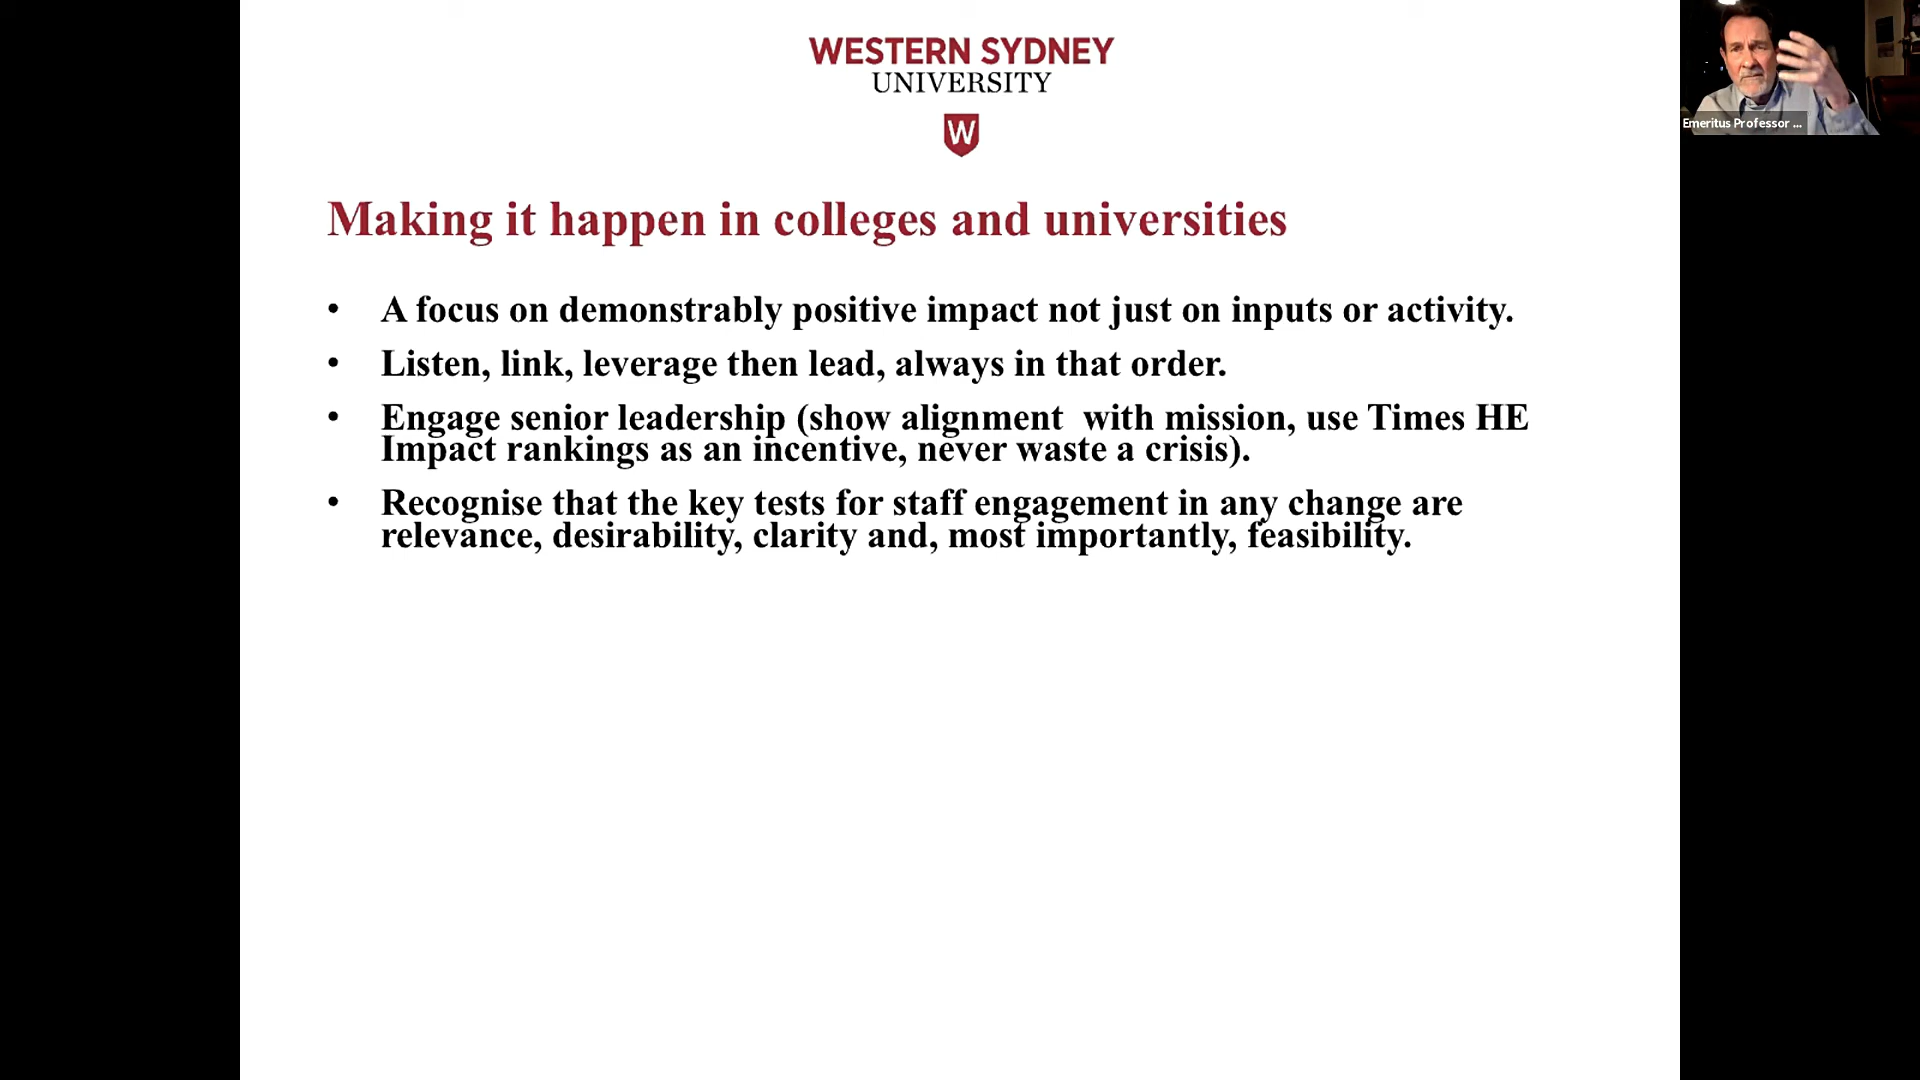 WESTERN SYDNEY
UNIVERSITY
W
Emeritus Professor ...
Making it happen in colleges and universities
• A focus on demonstrably positive impact not just on inputs or activity.
• Listen, link, leverage then lead, always in that order.
• Engage senior leadership (show alignment  with mission, use Times HE
Impact rankings as an incentive, never waste a crisis).
• Recognise that the key tests for staff engagement in any change are
relevance, desirability, clarity and, most importantly, feasibility.